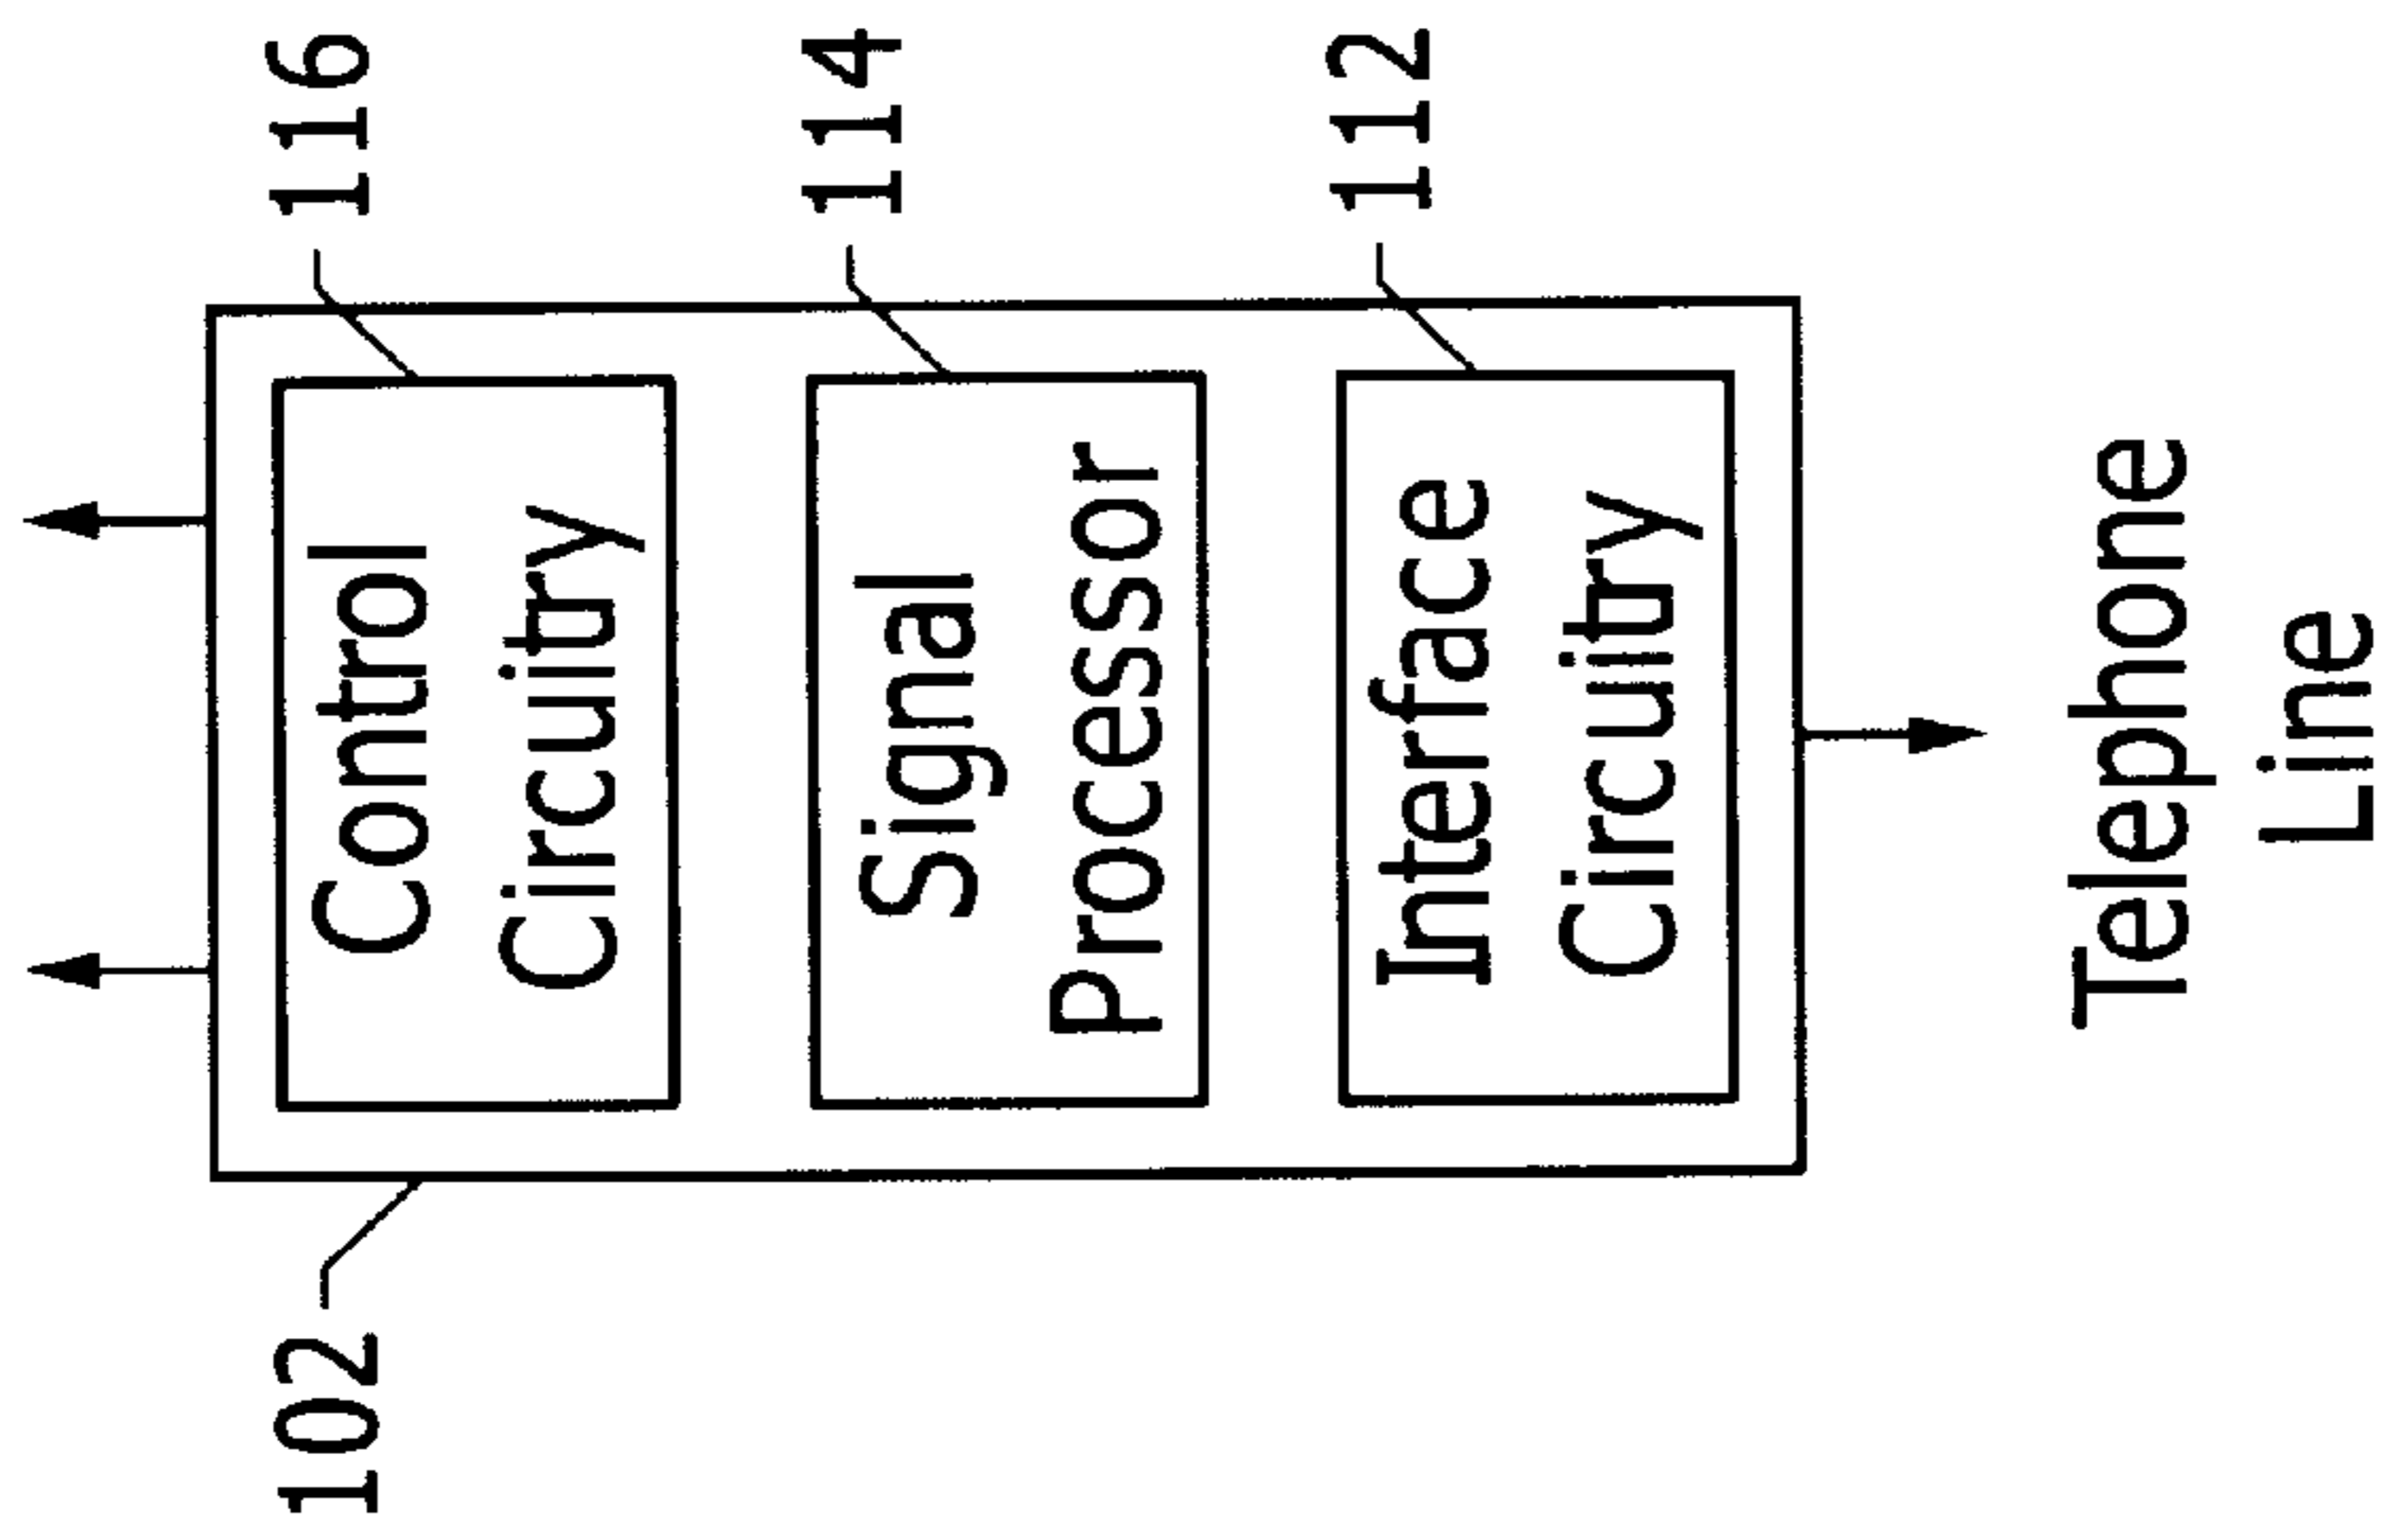 102
Control
Circuitry
116
Signal
Processor
114
Interface
Circuitry
112
Telephone
Line